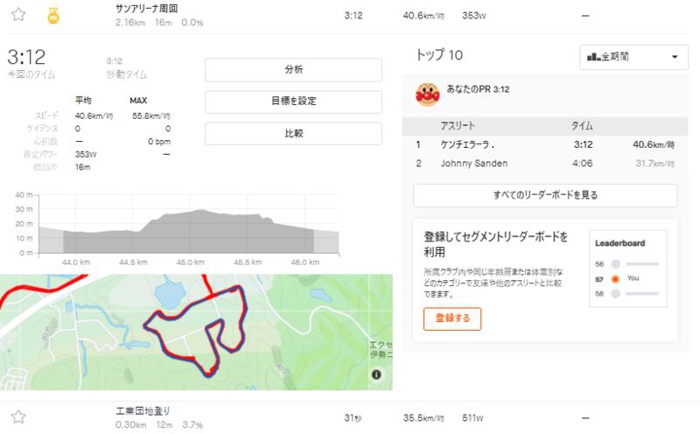 サンアリーナ周回 3:12 40.6km/時 353W —
2.16km 16m 0.0%
3:12
今回のタイム
3:12
移動タイム
分析
目標を設定
比較
平均 MAX
スピード 40.6km/時 55.8km/時
ケイデンス 0 0
心拍数 — 0 bpm
推定パワー 353W —
標高差 16m
40 m
30 m
20 m
10 m
0 m
44.0 km 44.5 km 45.0 km 45.5 km 46.0 km
エクセ
伊勢二
トップ 10
全期間
あなたのPR 3:12
アスリート タイム
1 ケンチェラーラ . 3:12 40.6km/時
2 Johnny Sanden 4:06 31.7km/時
すべてのリーダーボードを見る
登録してセグメントリーダーボードを
利用
所属クラブ内や同じ年齢層または体重別な
どのカテゴリーで友達や他のアスリートと比較
できます。
登録する
Leaderboard
56
57 You
58
工業団地登り 31秒 35.5km/時 511W —
0.30km 12m 3.7%